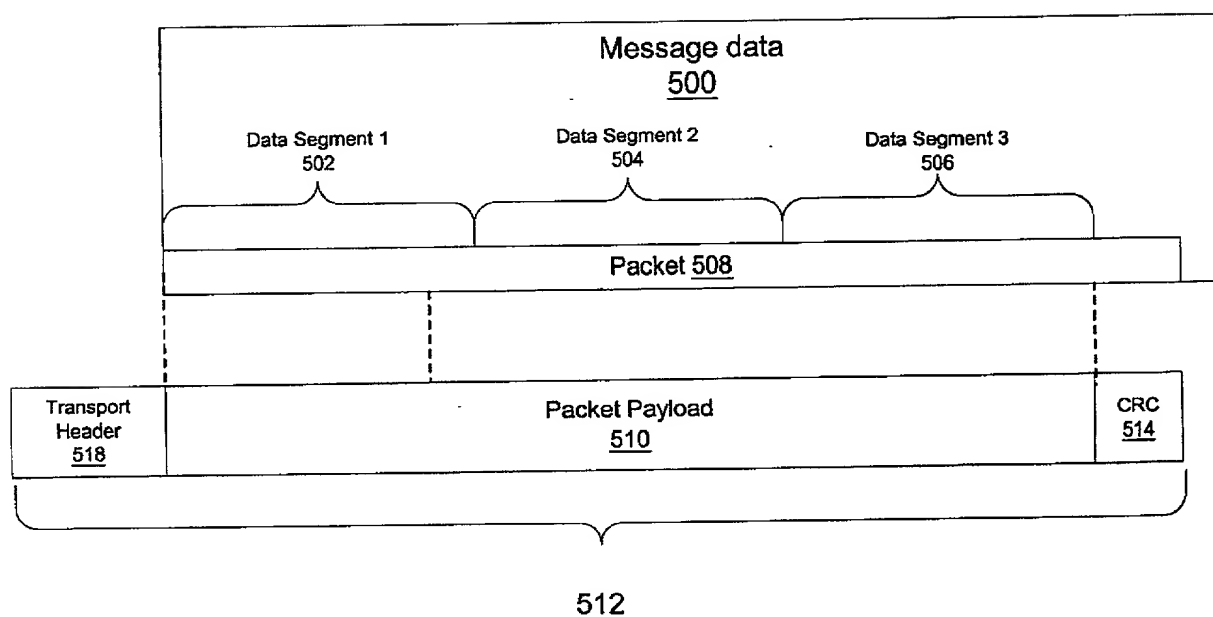 Message data
500
Data Segment 1
502
Data Segment 2
504
Data Segment 3
506
Packet 508
Transport
Header
518
Packet Payload
510
CRC
514
512